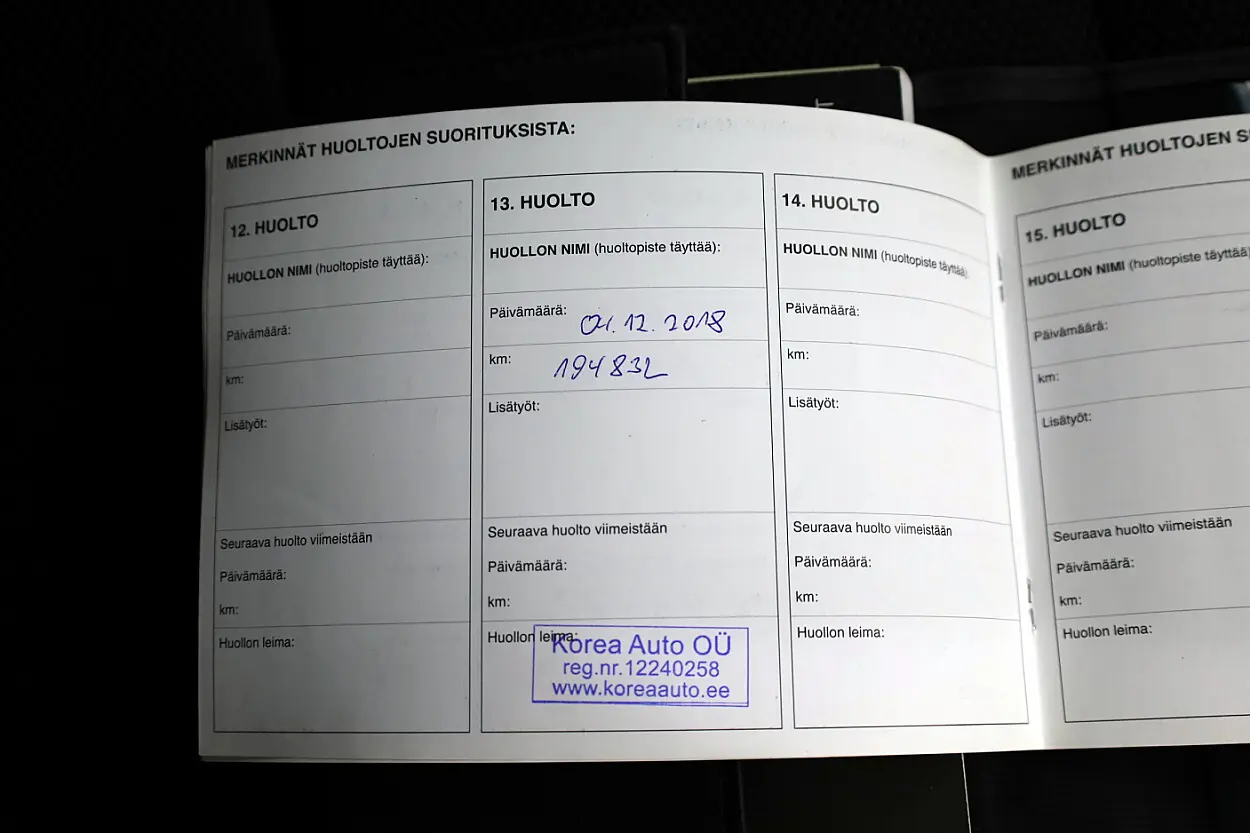 MERKINNÄT HUOLTOJEN SUORITUKSISTA:
12. HUOLTO
HUOLLON NIMI (huoltopiste täyttää):
Päivämäärä:
km:
Lisätyöt:
Seuraava huolto viimeistään
Päivämäärä:
km:
Huollon leima:
13. HUOLTO
HUOLLON NIMI (huoltopiste täyttää):
Päivämäärä: 04.12.2018
km: 194832
Lisätyöt:
Seuraava huolto viimeistään
Päivämäärä:
km:
Huollon leima:
Korea Auto OÜ
reg.nr.12240258
www.koreaauto.ee
14. HUOLTO
HUOLLON NIMI (huoltopiste täyttää):
Päivämäärä:
km:
Lisätyöt:
Seuraava huolto viimeistään
Päivämäärä:
km:
Huollon leima:
MERKINNÄT HUOLTOJEN S
15. HUOLTO
HUOLLON NIMI (huoltopiste täyttää)
Päivämäärä:
km:
Lisätyöt:
Seuraava huolto viimeistään
Päivämäärä:
km:
Huollon leima: